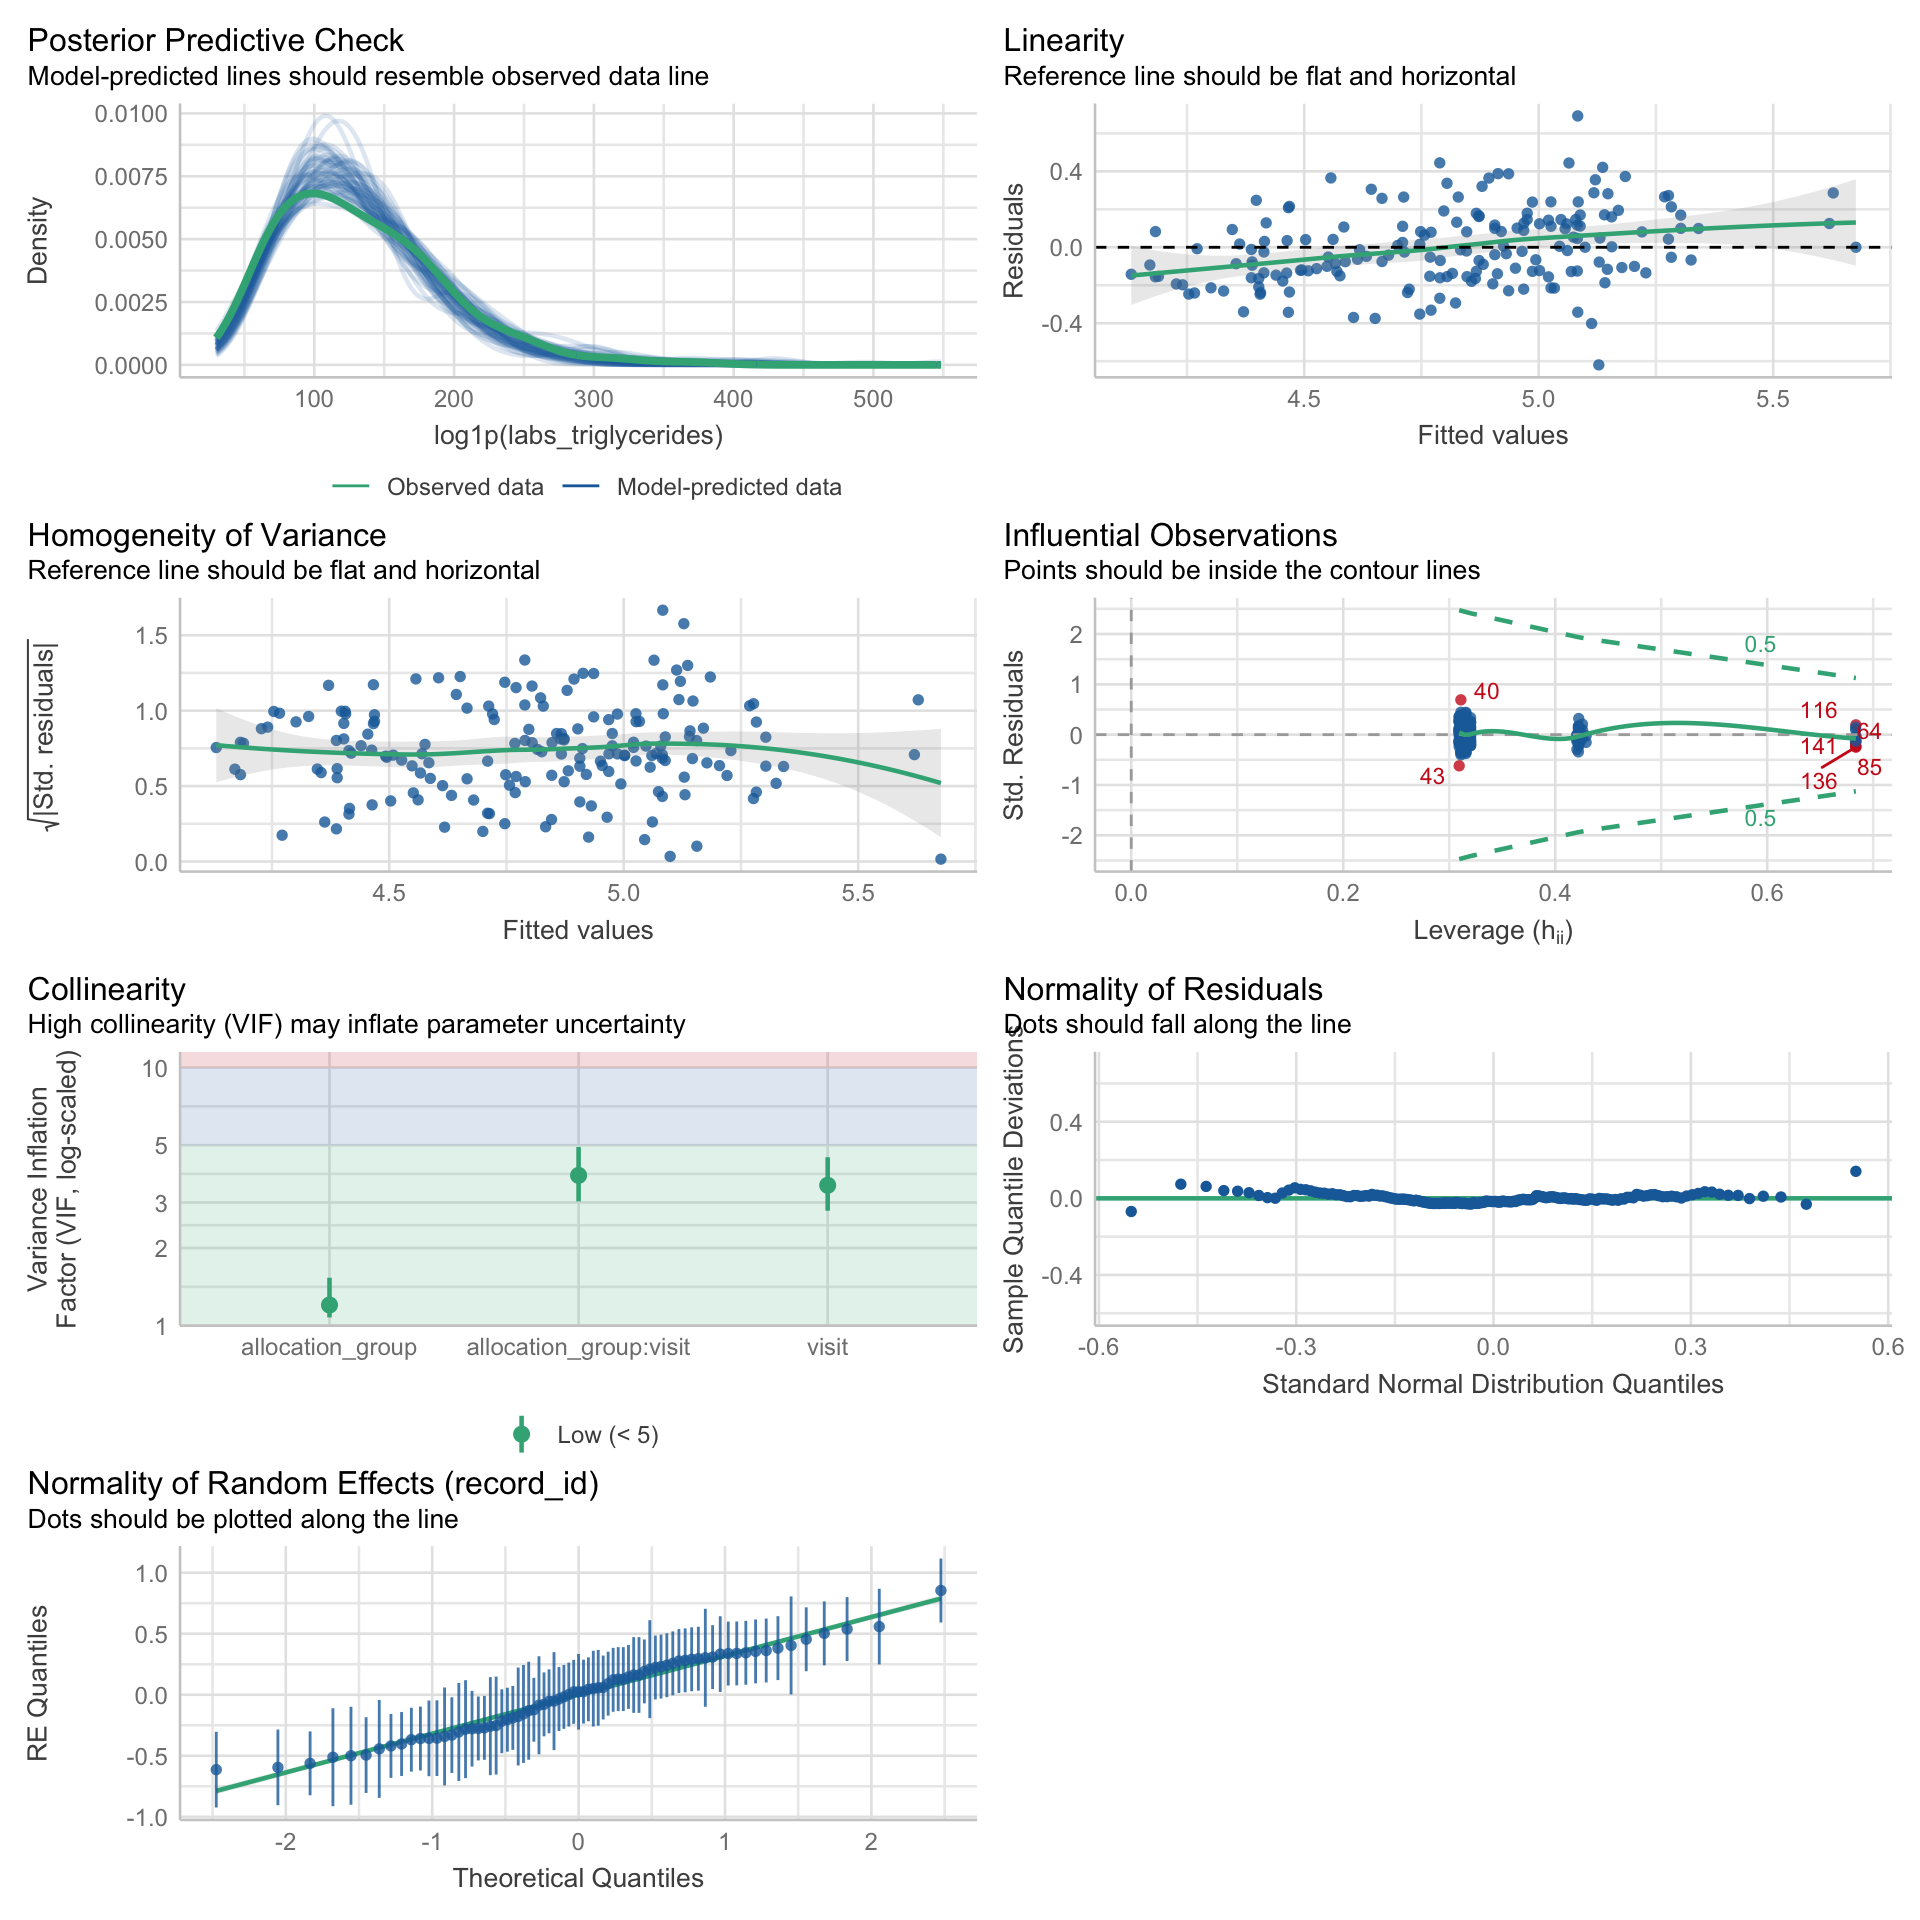 Posterior Predictive Check
Model-predicted lines should resemble observed data line
0.0100
0.0075
0.0050
0.0025
0.0000
Density
100 200 300 400 500
log1p(labs_triglycerides)
Observed data Model-predicted data
Linearity
Reference line should be flat and horizontal
0.4
0.0
-0.4
Residuals
4.5 5.0 5.5
Fitted values
Homogeneity of Variance
Reference line should be flat and horizontal
1.5
1.0
0.5
0.0
√|Std. residuals|
4.5 5.0 5.5
Fitted values
Influential Observations
Points should be inside the contour lines
2
1
0
-1
-2
Std. Residuals
0.5
40
116
64
141
43
85
136
0.5
0.0 0.2 0.4 0.6
Leverage (hii)
Collinearity
High collinearity (VIF) may inflate parameter uncertainty
10
5
3
2
1
Variance Inflation
Factor (VIF, log-scaled)
allocation_group allocation_group:visit visit
Low (< 5)
Normality of Residuals
Dots should fall along the line
0.4
0.0
-0.4
Sample Quantile Deviations
-0.6 -0.3 0.0 0.3 0.6
Standard Normal Distribution Quantiles
Normality of Random Effects (record_id)
Dots should be plotted along the line
1.0
0.5
0.0
-0.5
-1.0
RE Quantiles
-2 -1 0 1 2
Theoretical Quantiles